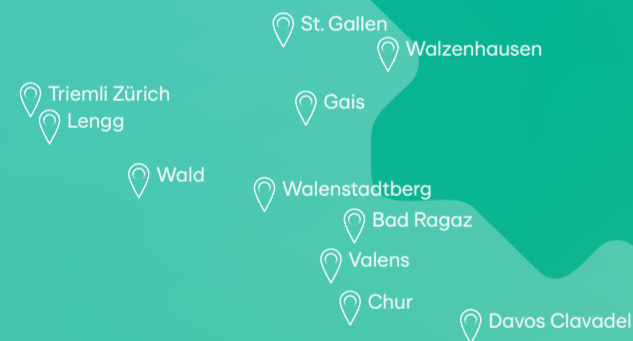 St. Gallen
Walzenhausen
Triemli Zürich
Gais
Lengg
Wald
Walenstadtberg
Bad Ragaz
Valens
Chur
Davos Clavadel